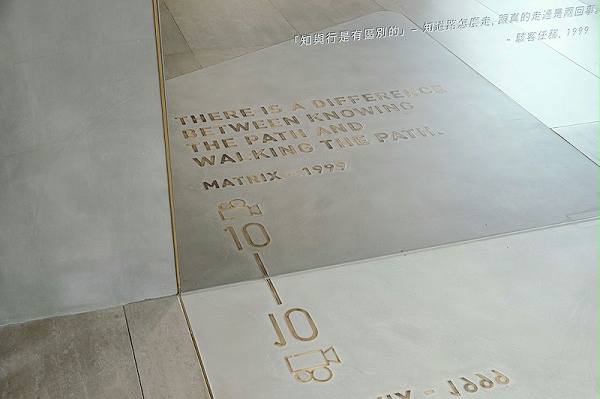 「知與行是有區別的」– 知道路怎麼走, 跟真的走過是兩回事。
- 駭客任務, 1999
THERE IS A DIFFERENCE
BETWEEN KNOWING
THE PATH AND
WALKING THE PATH.
MATRIX - 1999
10
10
IX - 1999